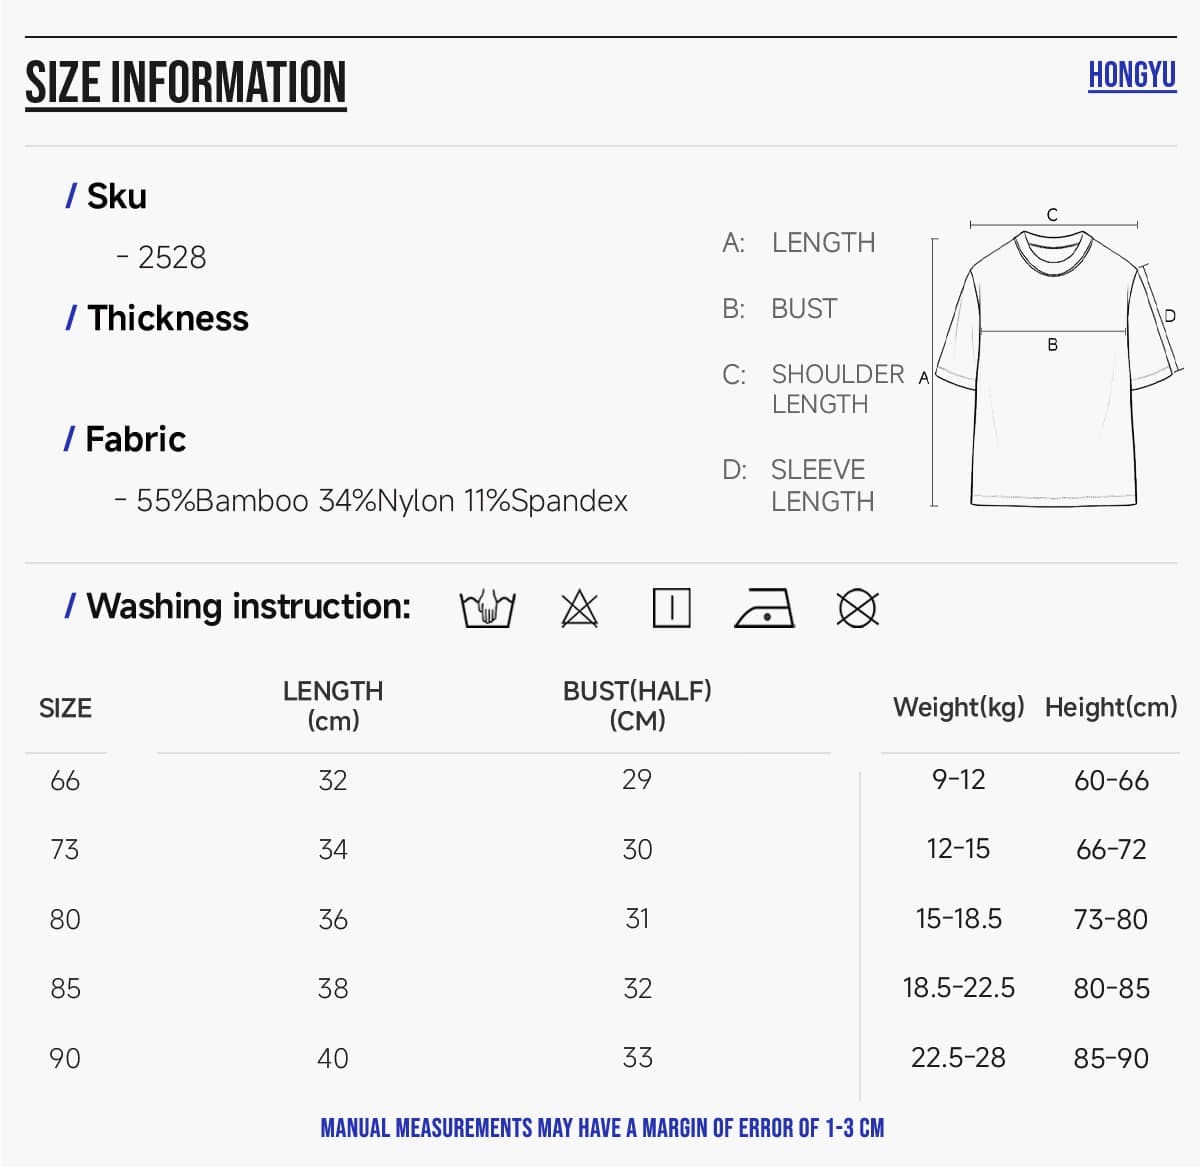 SIZE INFORMATION
HONGYU
/ Sku
- 2528
/ Thickness
/ Fabric
- 55%Bamboo 34%Nylon 11%Spandex
A: LENGTH
B: BUST
C: SHOULDER
LENGTH
D: SLEEVE
LENGTH
C
D
B
A
/ Washing instruction:
SIZE
LENGTH
(cm)
BUST(HALF)
(CM)
Weight(kg) Height(cm)
66 32 29 9-12 60-66
73 34 30 12-15 66-72
80 36 31 15-18.5 73-80
85 38 32 18.5-22.5 80-85
90 40 33 22.5-28 85-90
MANUAL MEASUREMENTS MAY HAVE A MARGIN OF ERROR OF 1-3 CM